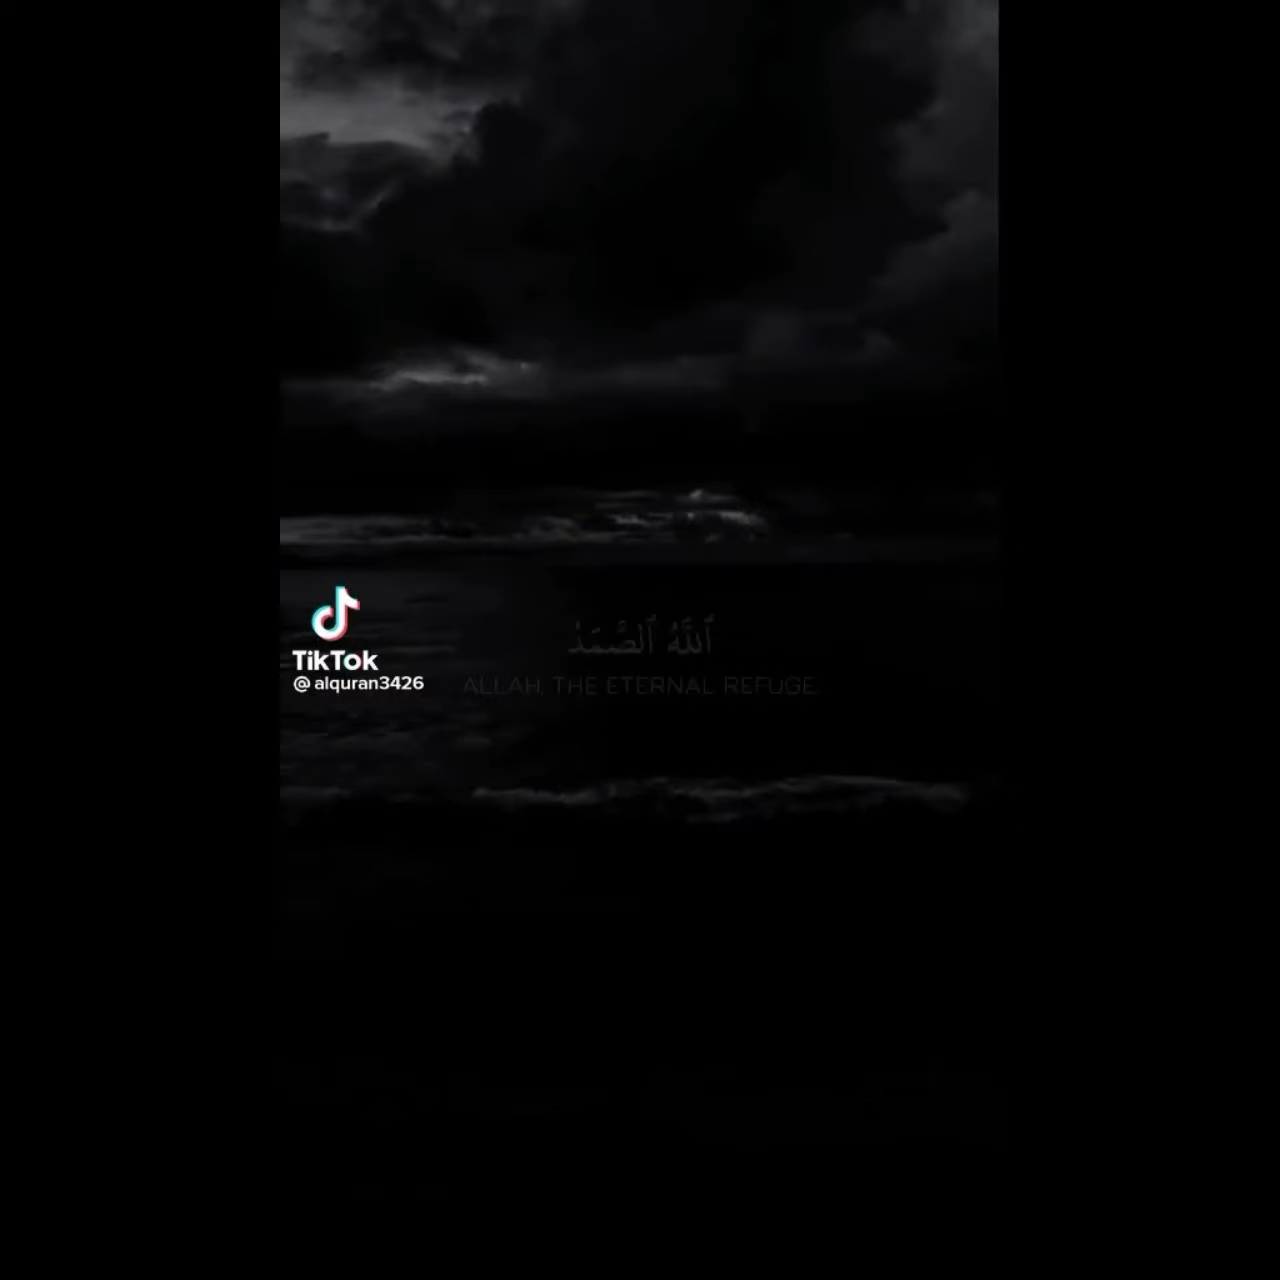 ٱللَّهُ ٱلصَّمَدُ
TikTok
ALLAH, THE ETERNAL REFUGE.
@alquran3426